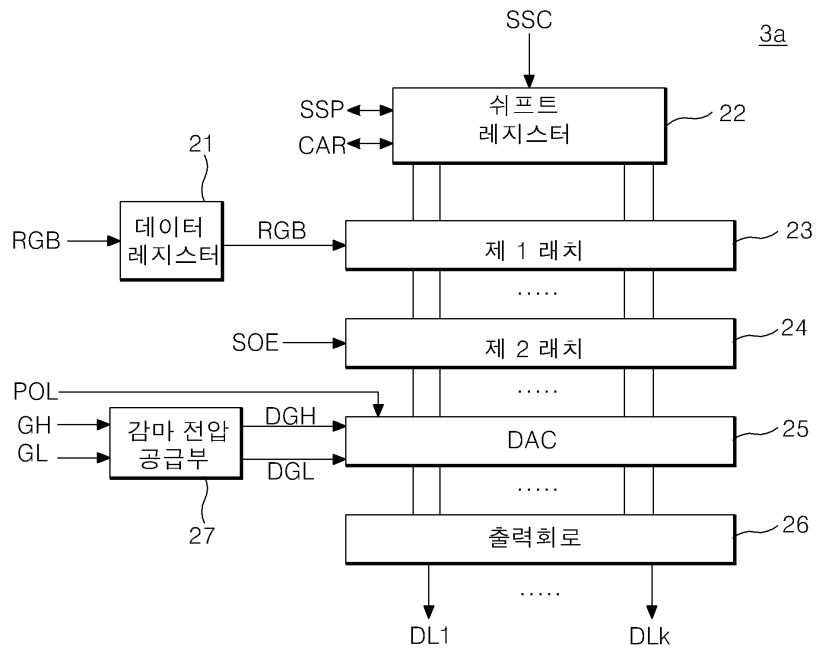 SSC
3a
SSP
CAR
쉬프트
레지스터
22
21
RGB
데이터
레지스터
RGB
제 1 래치
23
.....
SOE
제 2 래치
24
.....
POL
GH
GL
감마 전압
공급부
27
DGH
DGL
DAC
25
.....
출력회로
26
.....
DL1
DLk